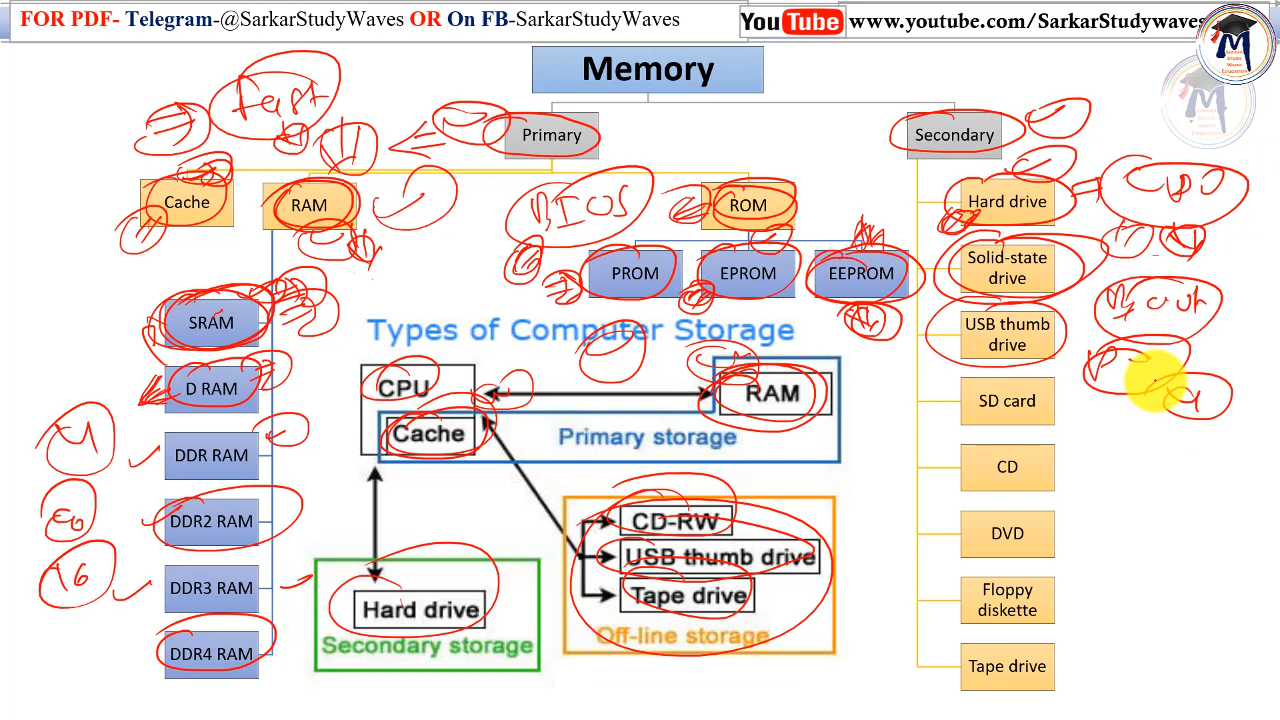 FOR PDF- Telegram-@SarkarStudyWaves OR On FB-SarkarStudyWaves
YouTube www.youtube.com/SarkarStudywaves
Memory
Primary
Secondary
Fast
Cache
RAM
BIOS
ROM
Hard drive
CPU
PROM
EPROM
EEPROM
Solid-state drive
SRAM
USB thumb drive
D RAM
SD card
DDR RAM
CD
DDR2 RAM
DVD
DDR3 RAM
Floppy diskette
DDR4 RAM
Tape drive
Types of Computer Storage
CPU
RAM
Cache
Primary storage
CD-RW
USB thumb drive
Tape drive
Off-line storage
Hard drive
Secondary storage